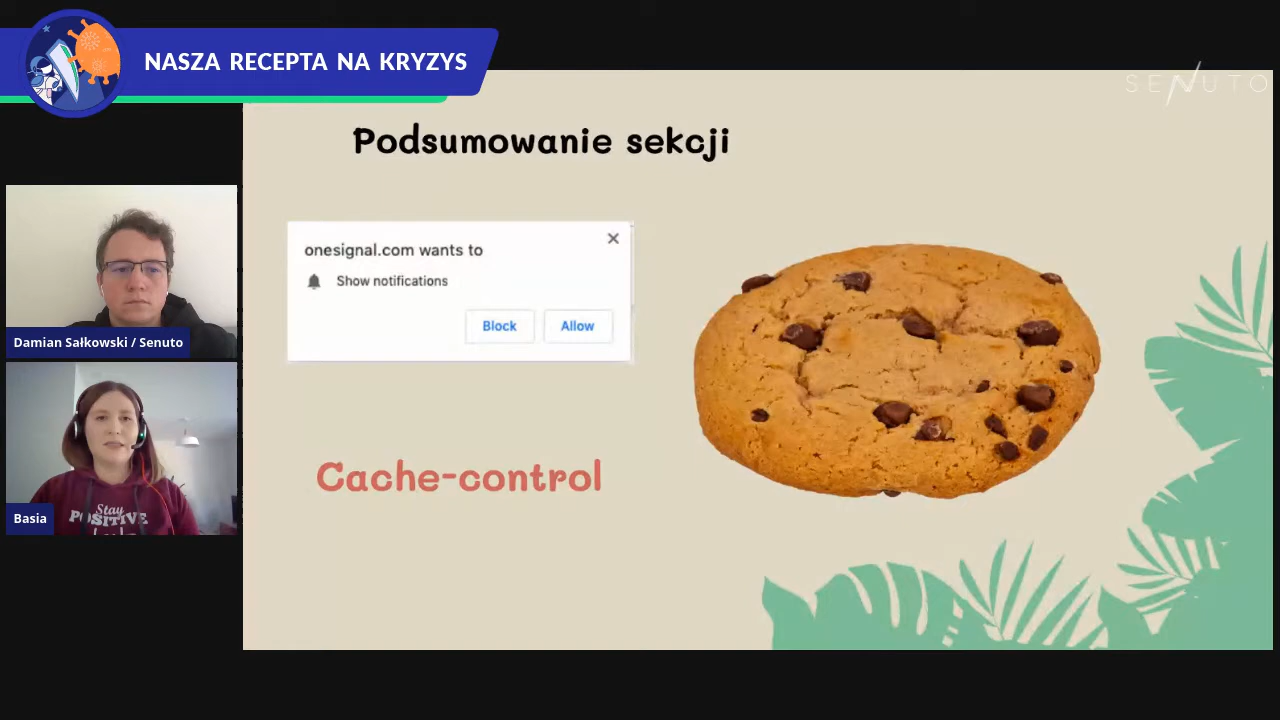 NASZA RECEPTA NA KRYZYS
SENUTO
Podsumowanie sekcji
onesignal.com wants to
Show notifications
Block
Allow
Cache-control
Damian Sałkowski / Senuto
Stay
POSITIVE
Basia